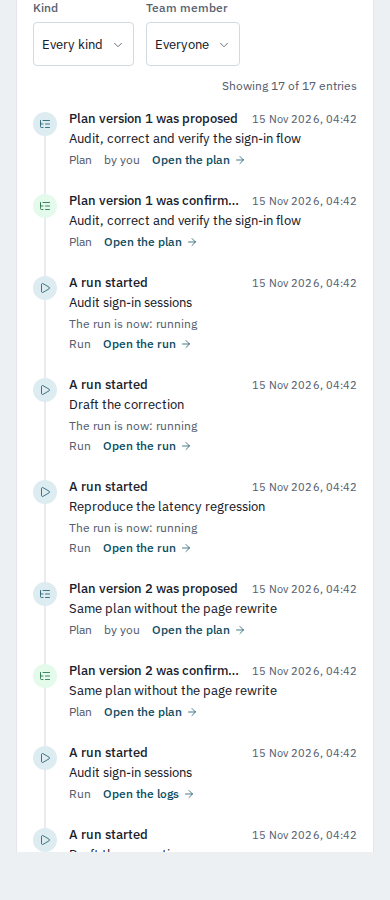 Kind
Team member
Every kind
Everyone
Showing 17 of 17 entries
Plan version 1 was proposed 15 Nov 2026, 04:42
Audit, correct and verify the sign-in flow
Plan by you Open the plan →
Plan version 1 was confirm... 15 Nov 2026, 04:42
Audit, correct and verify the sign-in flow
Plan Open the plan →
A run started 15 Nov 2026, 04:42
Audit sign-in sessions
The run is now: running
Run Open the run →
A run started 15 Nov 2026, 04:42
Draft the correction
The run is now: running
Run Open the run →
A run started 15 Nov 2026, 04:42
Reproduce the latency regression
The run is now: running
Run Open the run →
Plan version 2 was proposed 15 Nov 2026, 04:42
Same plan without the page rewrite
Plan by you Open the plan →
Plan version 2 was confirm... 15 Nov 2026, 04:42
Same plan without the page rewrite
Plan Open the plan →
A run started 15 Nov 2026, 04:42
Audit sign-in sessions
Run Open the logs →
A run started 15 Nov 2026, 04:42